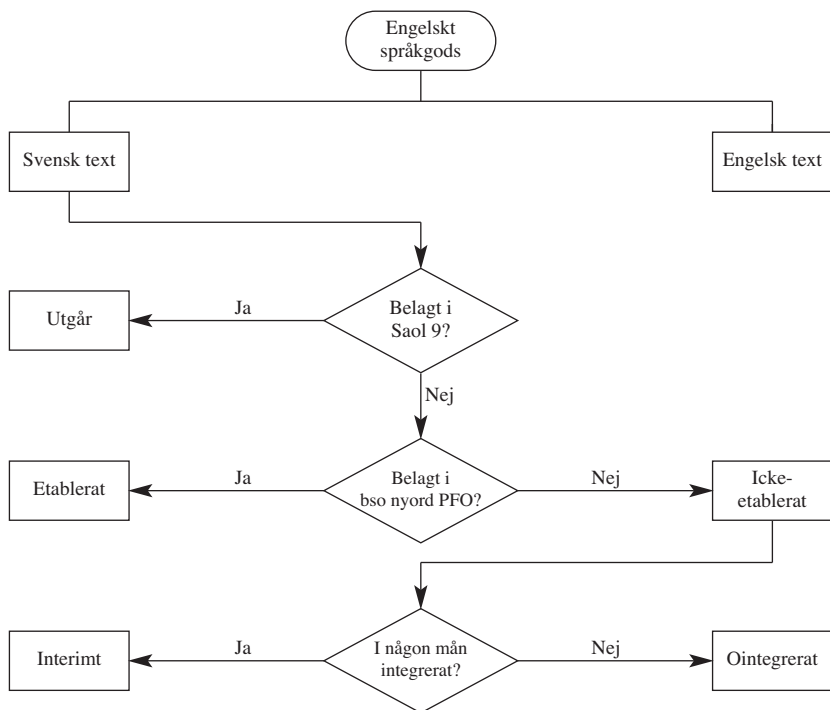 Engelskt
språkgods
Svensk text
Engelsk text
Belagt i
Saol 9?
Ja
Utgår
Nej
Belagt i
bso nyord PFO?
Ja
Etablerat
Nej
Icke-
etablerat
I någon mån
integrerat?
Ja
Interimt
Nej
Ointegrerat